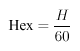 Hex = H/60